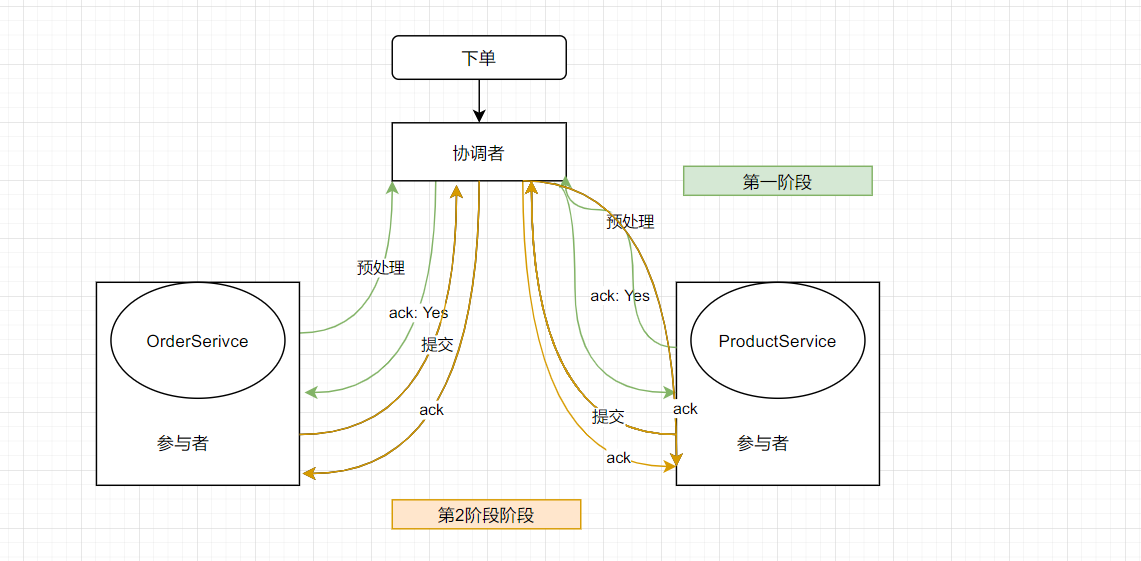 下单
协调者
第一阶段
预处理
预处理
ack: Yes
ack: Yes
OrderSerivce
ProductService
提交
ack
ack
提交
参与者
参与者
ack
第2阶段阶段